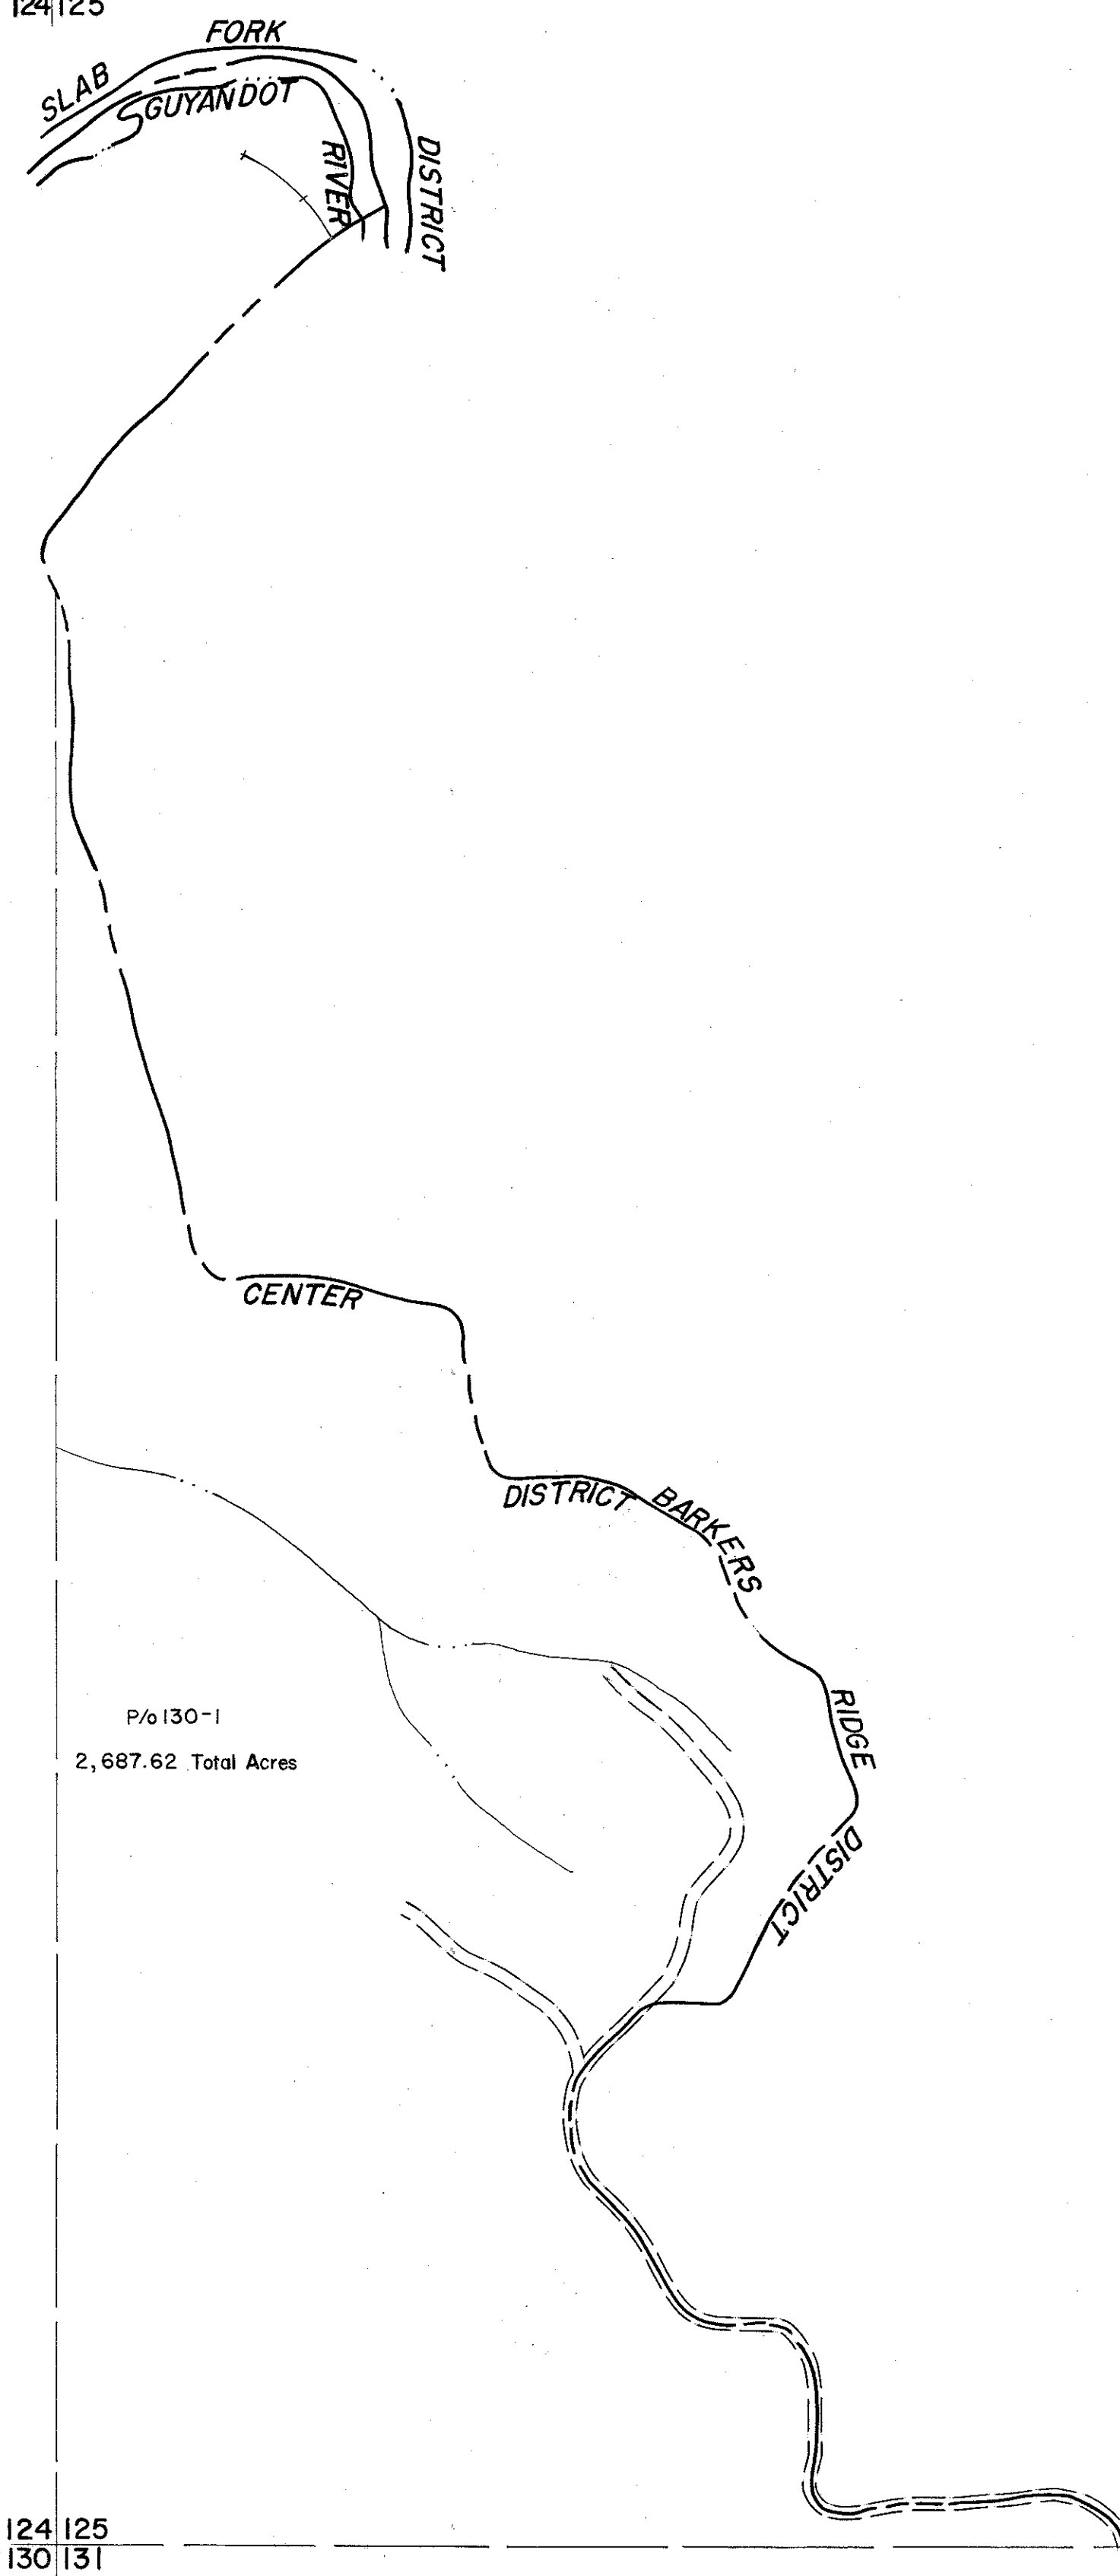 124 125
SLAB FORK DISTRICT
GUYANDOT RIVER
CENTER DISTRICT
BARKERS RIDGE DISTRICT
P/o 130-1
2,687.62 Total Acres
124 125
130 131